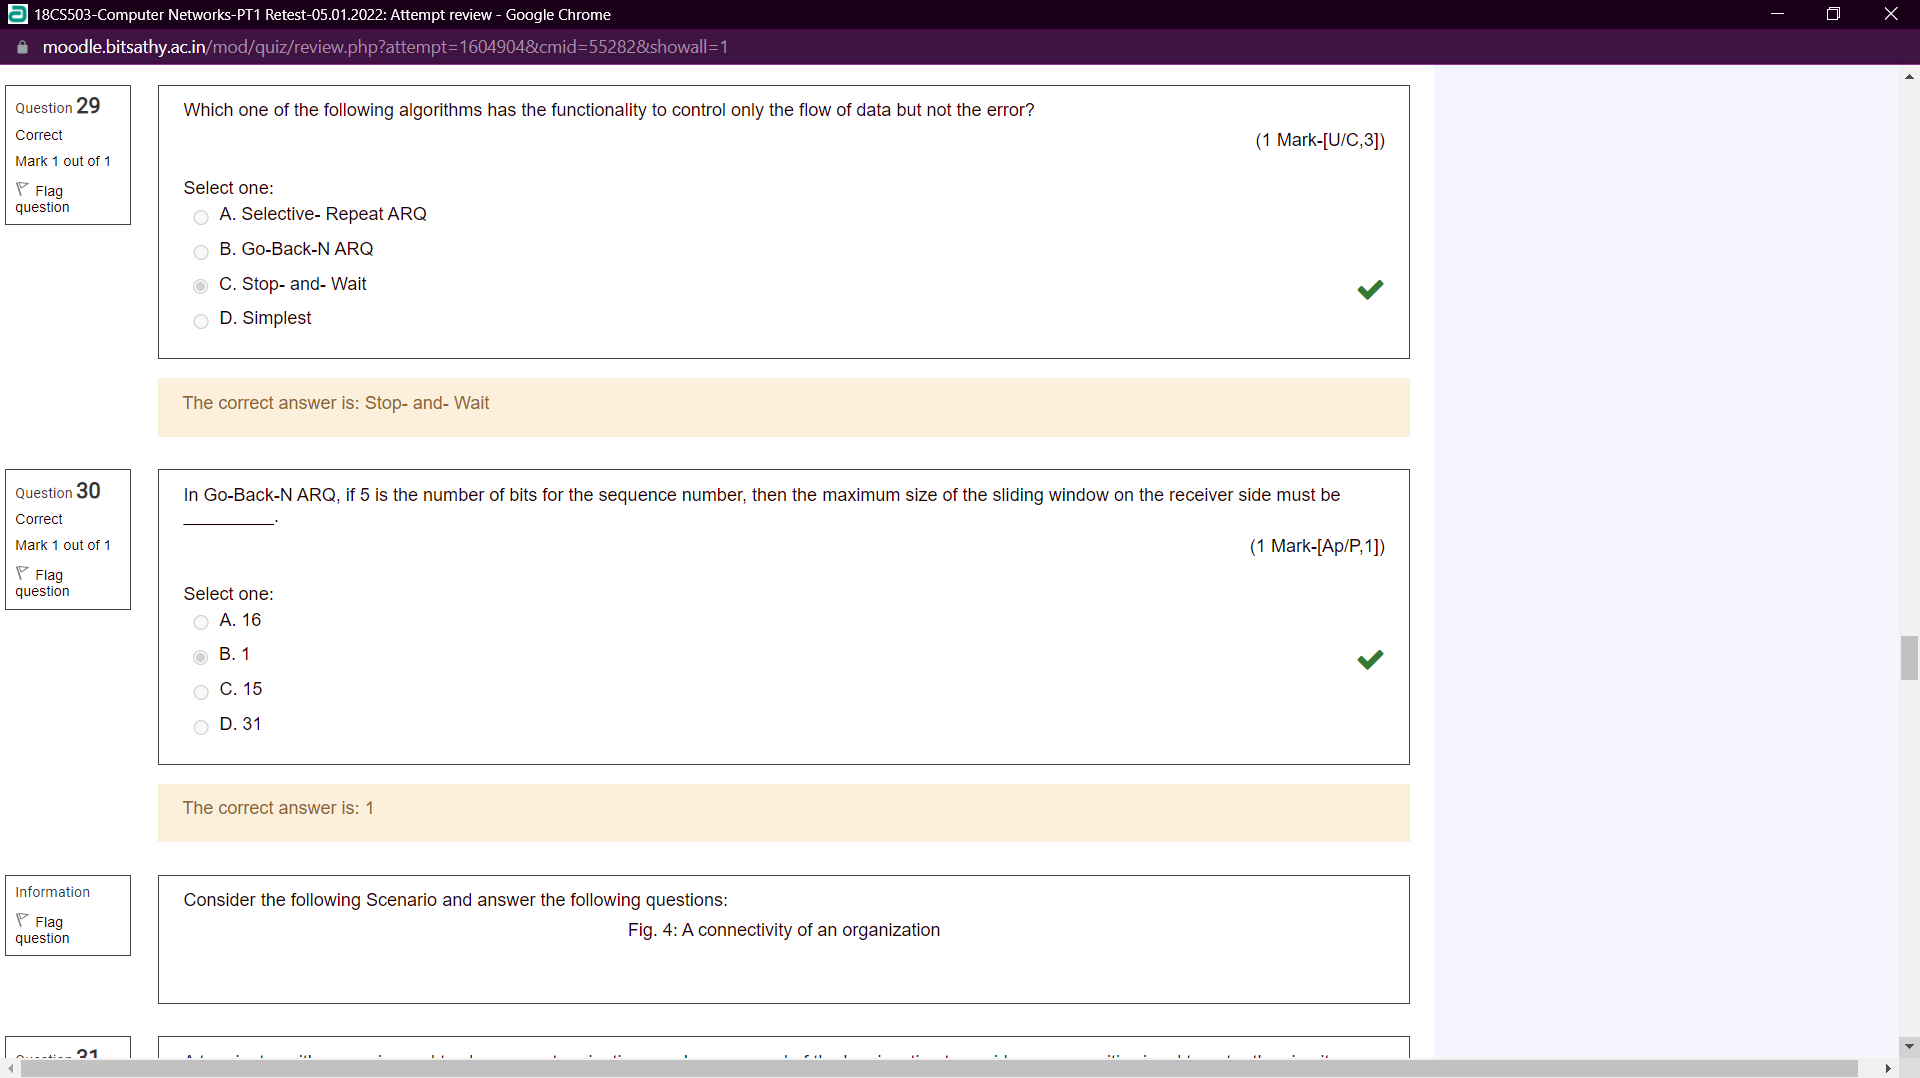 18CS503-Computer Networks-PT1 Retest-05.01.2022: Attempt review - Google Chrome
moodle.bitsathy.ac.in/mod/quiz/review.php?attempt=1604904&cmid=55282&showall=1
Question 29
Correct
Mark 1 out of 1
Flag
question
Which one of the following algorithms has the functionality to control only the flow of data but not the error?
(1 Mark-[U/C,3])
Select one:
A. Selective- Repeat ARQ
B. Go-Back-N ARQ
C. Stop- and- Wait
D. Simplest
The correct answer is: Stop- and- Wait
Question 30
Correct
Mark 1 out of 1
Flag
question
In Go-Back-N ARQ, if 5 is the number of bits for the sequence number, then the maximum size of the sliding window on the receiver side must be
_________.
(1 Mark-[Ap/P,1])
Select one:
A. 16
B. 1
C. 15
D. 31
The correct answer is: 1
Information
Flag
question
Consider the following Scenario and answer the following questions:
Fig. 4: A connectivity of an organization
Question 31